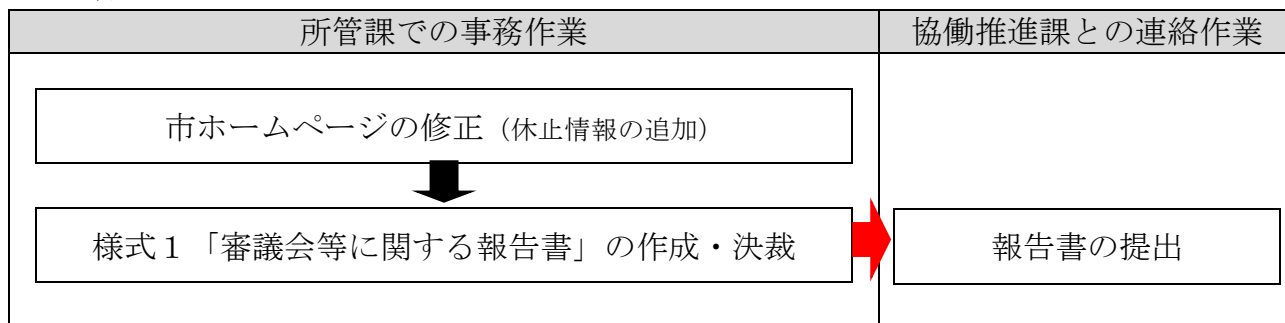 所管課での事務作業
協働推進課との連絡作業
市ホームページの修正（休止情報の追加）
様式１「審議会等に関する報告書」の作成・決裁
報告書の提出